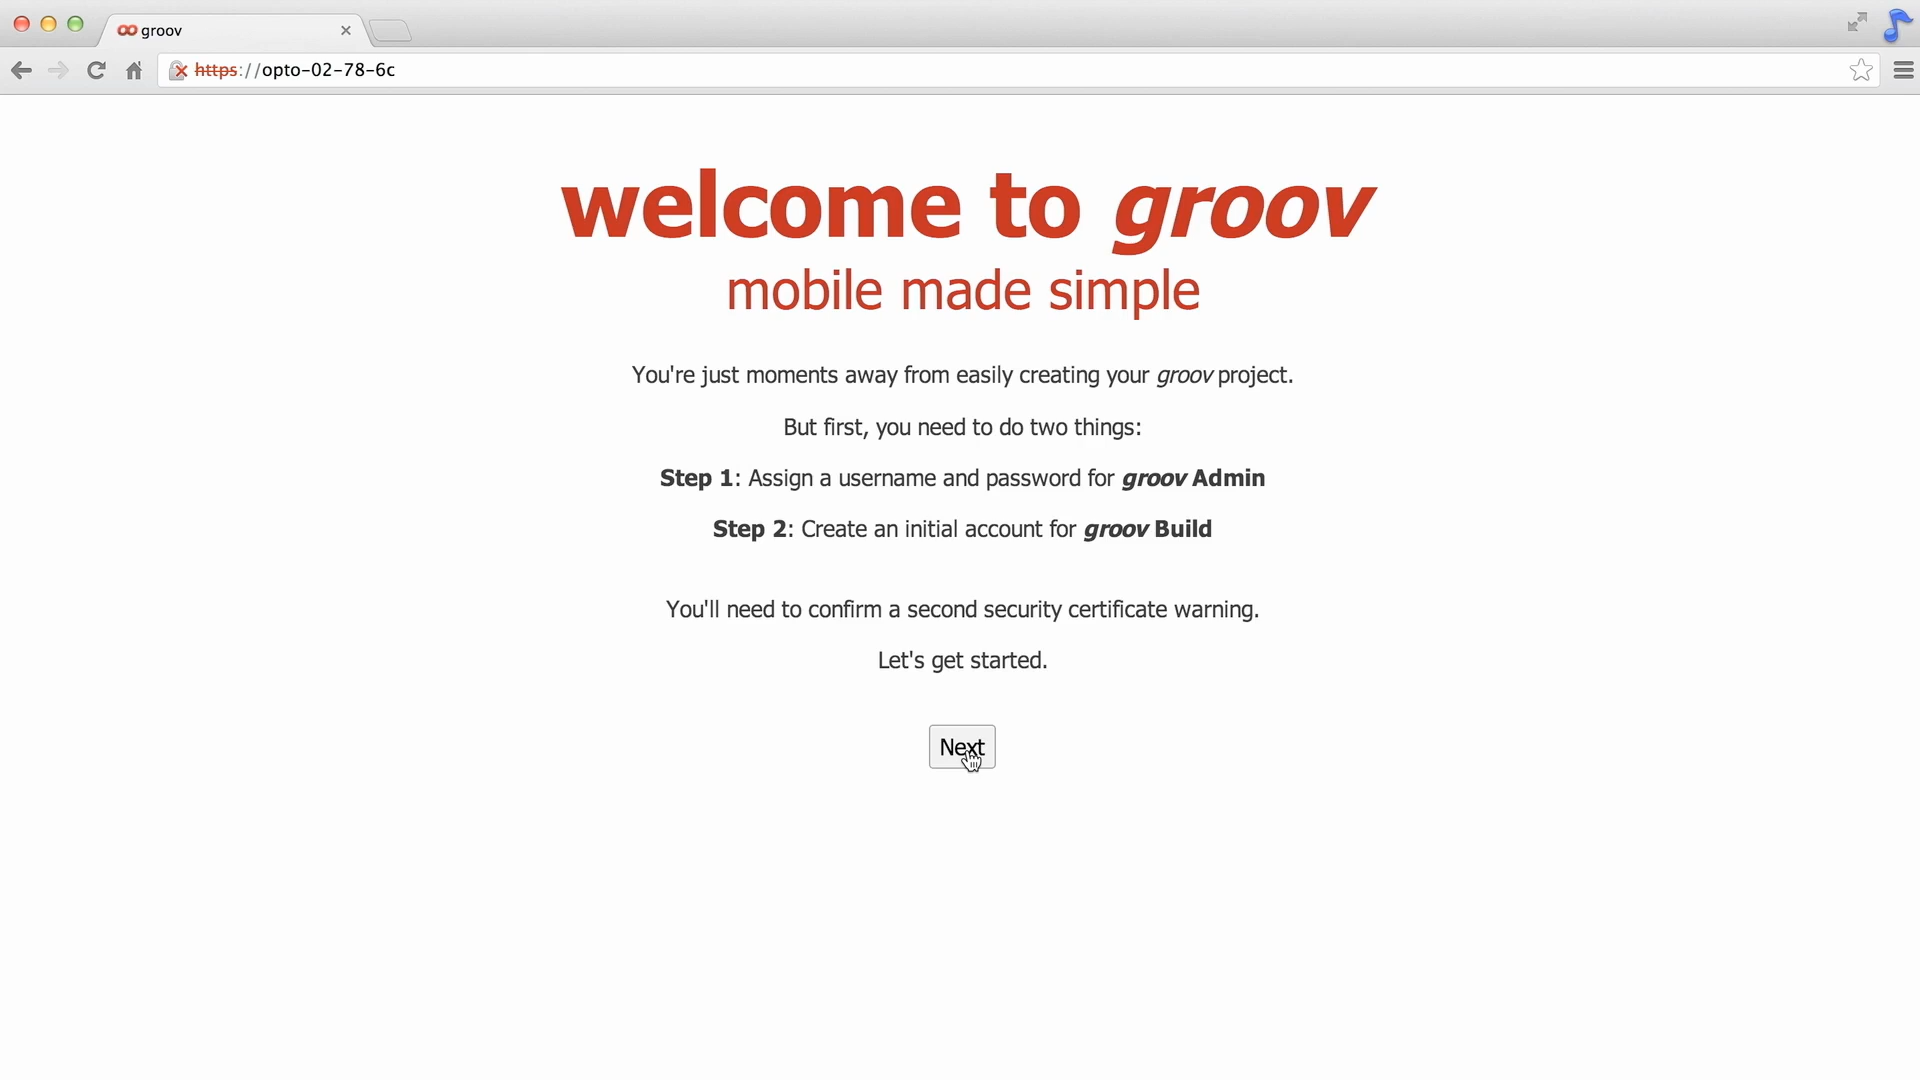 groov
https://opto-02-78-6c
welcome to groov
mobile made simple
You're just moments away from easily creating your groov project.
But first, you need to do two things:
Step 1: Assign a username and password for groov Admin
Step 2: Create an initial account for groov Build
You'll need to confirm a second security certificate warning.
Let's get started.
Next